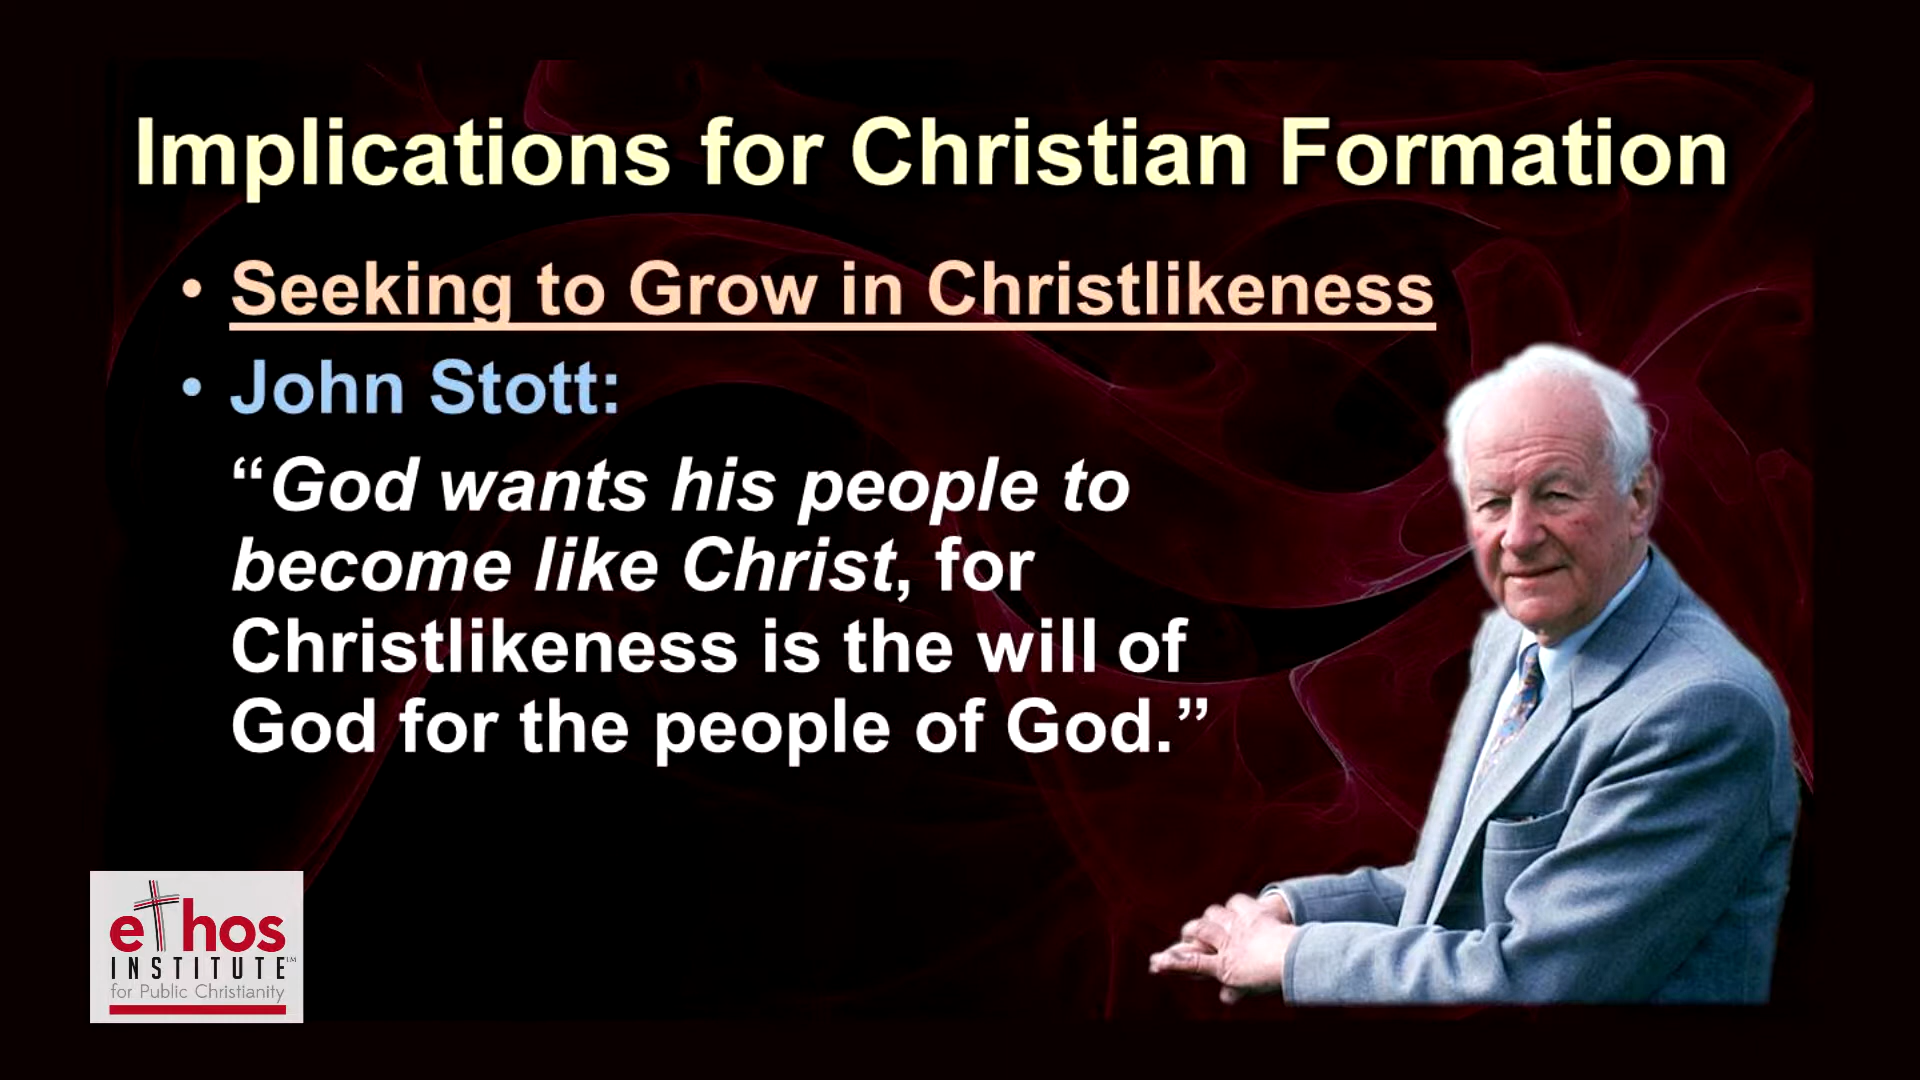 Implications for Christian Formation
• Seeking to Grow in Christlikeness
• John Stott:
“God wants his people to
become like Christ, for
Christlikeness is the will of
God for the people of God.”
ethos
INSTITUTE™
for Public Christianity